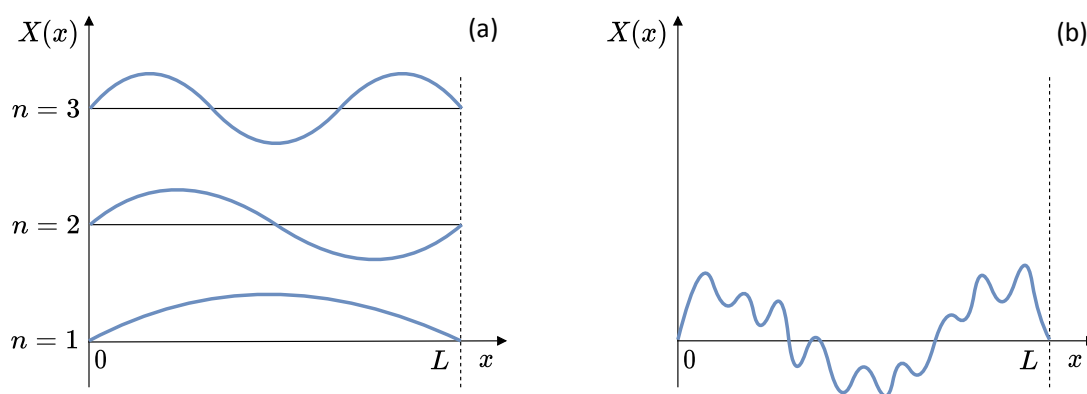 X(x)
(a)
n = 3
n = 2
n = 1
0
L
x
X(x)
(b)
0
L
x